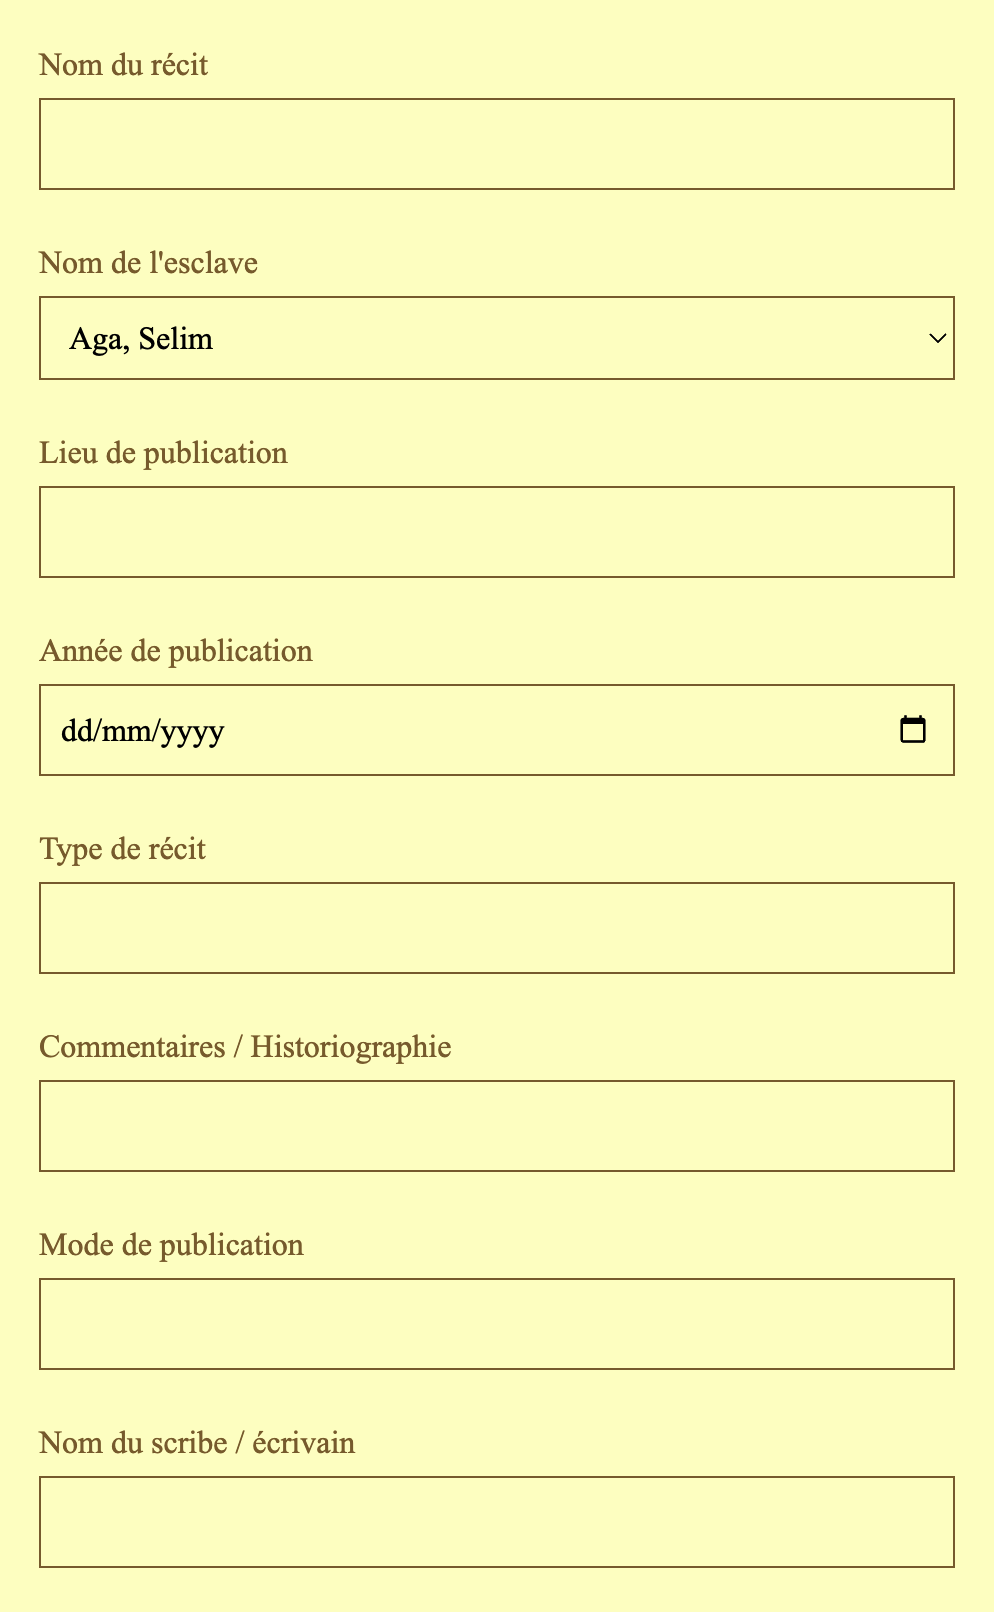 Nom du récit
Nom de l'esclave
Aga, Selim
Lieu de publication
Année de publication
dd/mm/yyyy
Type de récit
Commentaires / Historiographie
Mode de publication
Nom du scribe / écrivain